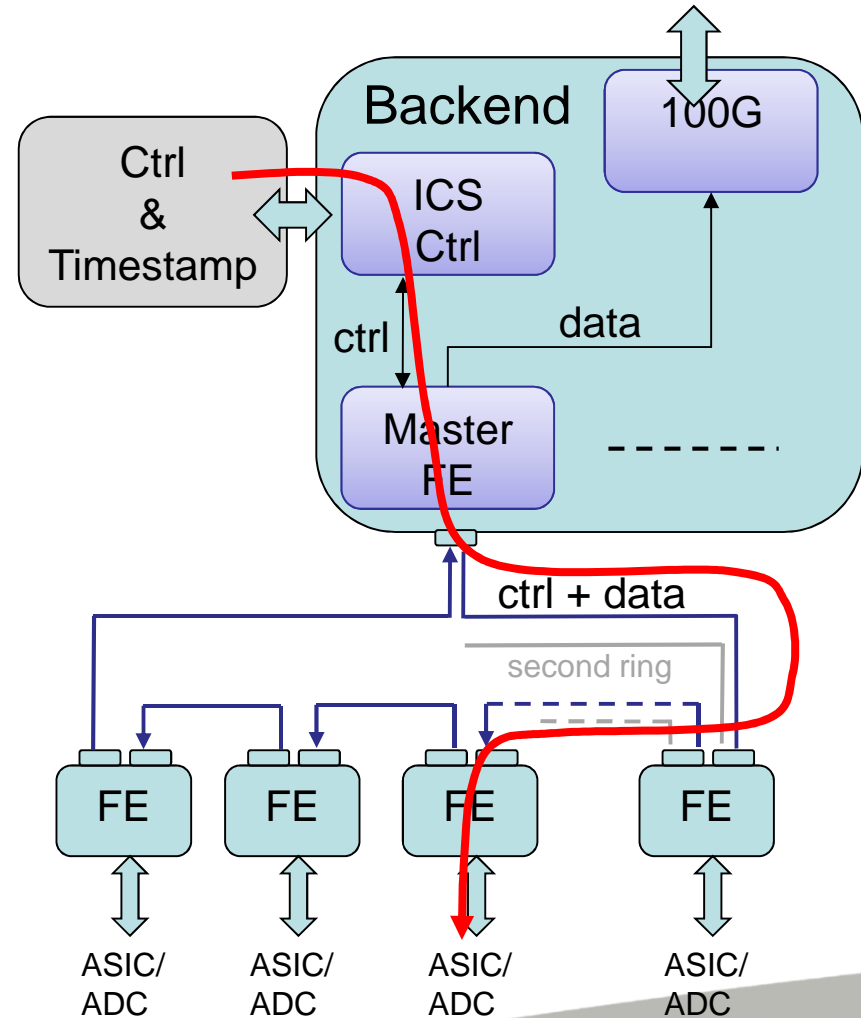 Backend
100G
Ctrl
&
Timestamp
ICS
Ctrl
ctrl
data
Master
FE
ctrl + data
second ring
FE
FE
FE
FE
ASIC/
ADC
ASIC/
ADC
ASIC/
ADC
ASIC/
ADC